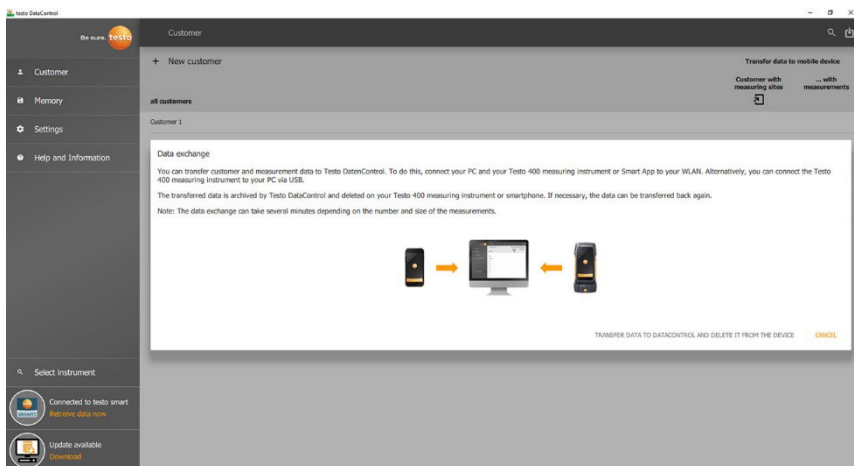 testo DataControl
Be sure. testo
Customer
Customer
+ New customer
Transfer data to mobile device
Memory
Customer with measuring sites
... with measurements
all customers
Settings
Customer 1
Help and Information
Data exchange
You can transfer customer and measurement data to Testo DatenControl. To do this, connect your PC and your Testo 400 measuring instrument or Smart App to your WLAN. Alternatively, you can connect the Testo
400 measuring instrument to your PC via USB.
The transferred data is archived by Testo DataControl and deleted on your Testo 400 measuring instrument or smartphone. If necessary, the data can be transferred back again.
Note: The data exchange can take several minutes depending on the number and size of the measurements.
TRANSFER DATA TO DATACONTROL AND DELETE IT FROM THE DEVICE
CANCEL
Select instrument
Connected to testo smart
SMART
Retreive data now
Update available
Download